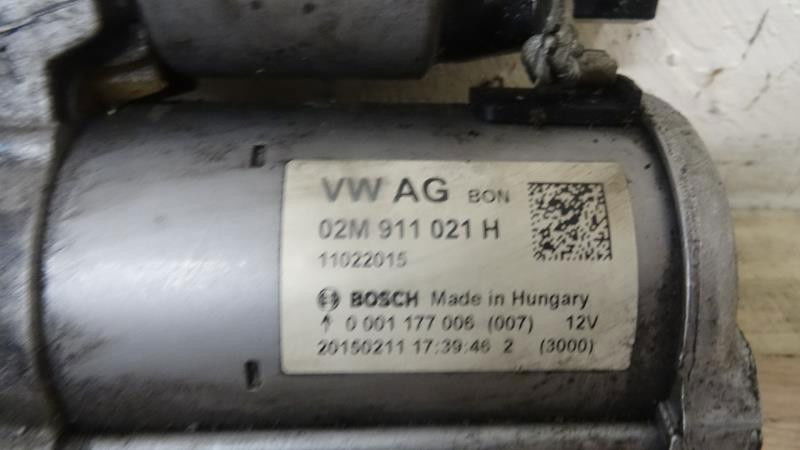 VW AG BON
02M 911 021 H
11022015
BOSCH Made in Hungary
↑ 0 001 177 006 (007) 12V
20150211 17:39:46 2 (3000)